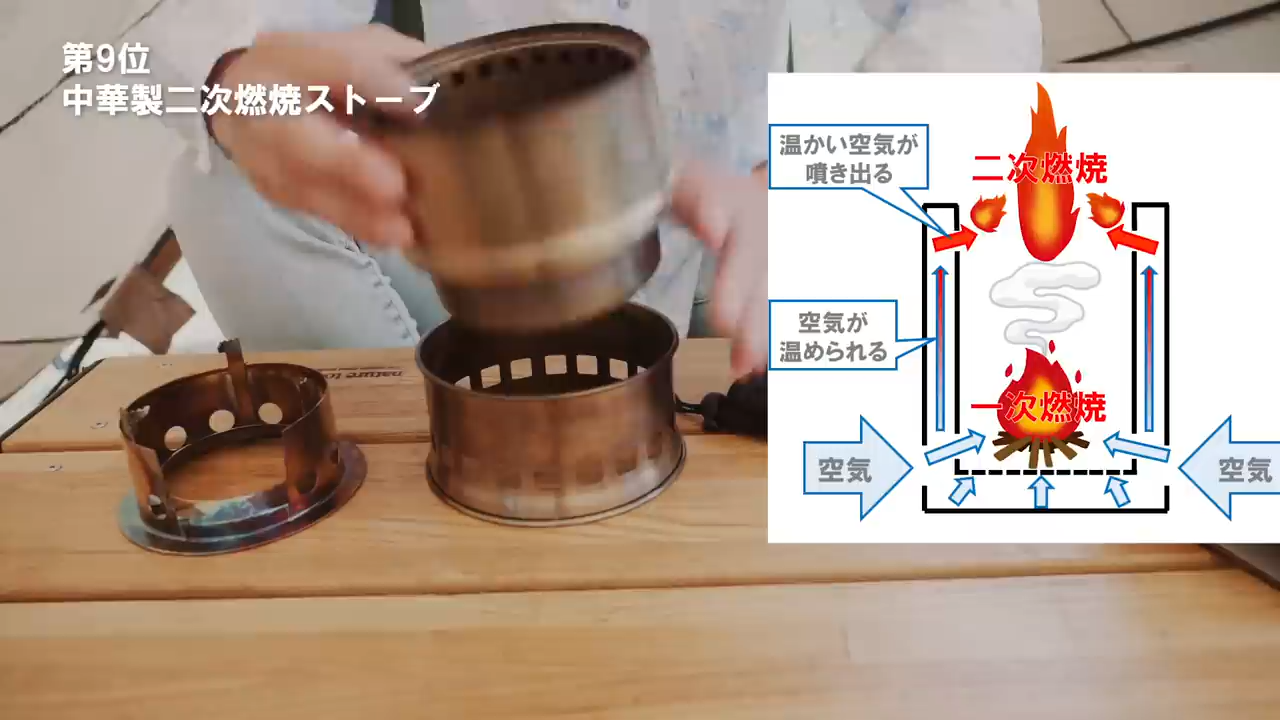 第9位
中華製二次燃焼ストーブ
温かい空気が
噴き出る
二次燃焼
空気が
温められる
一次燃焼
空気
空気
nature to